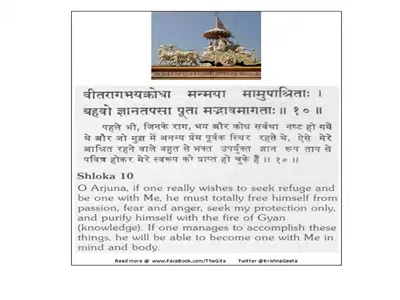 वीतरागभयक्रोधा मन्मया मामुपाश्रिताः ।
बहवो ज्ञानतपसा पूता मद्भावमागताः ॥ १० ॥
पहले भी, जिनके राग, भय और क्रोध सर्वथा नष्ट हो गये
थे और जो मुझ में अनन्य प्रेम पूर्वक स्थिर रहते थे, ऐसे मेरे
आश्रित रहने वाले बहुत से भक्त उपर्युक्त ज्ञान रूप ताप से
पवित्र होकर मेरे स्वरूप को प्राप्त हो चुके हैं ॥ १० ॥
Shloka 10
O Arjuna, if one really wishes to seek refuge and
be one with Me, he must totally free himself from
passion, fear and anger, seek my protection only,
and purify himself with the fire of Gyan
(knowledge). If one manages to accomplish these
things, he will be able to become one with Me in
mind and body.
Read more @ www.FaceBook.com/TheGita Twitter @KrishnaGeeta